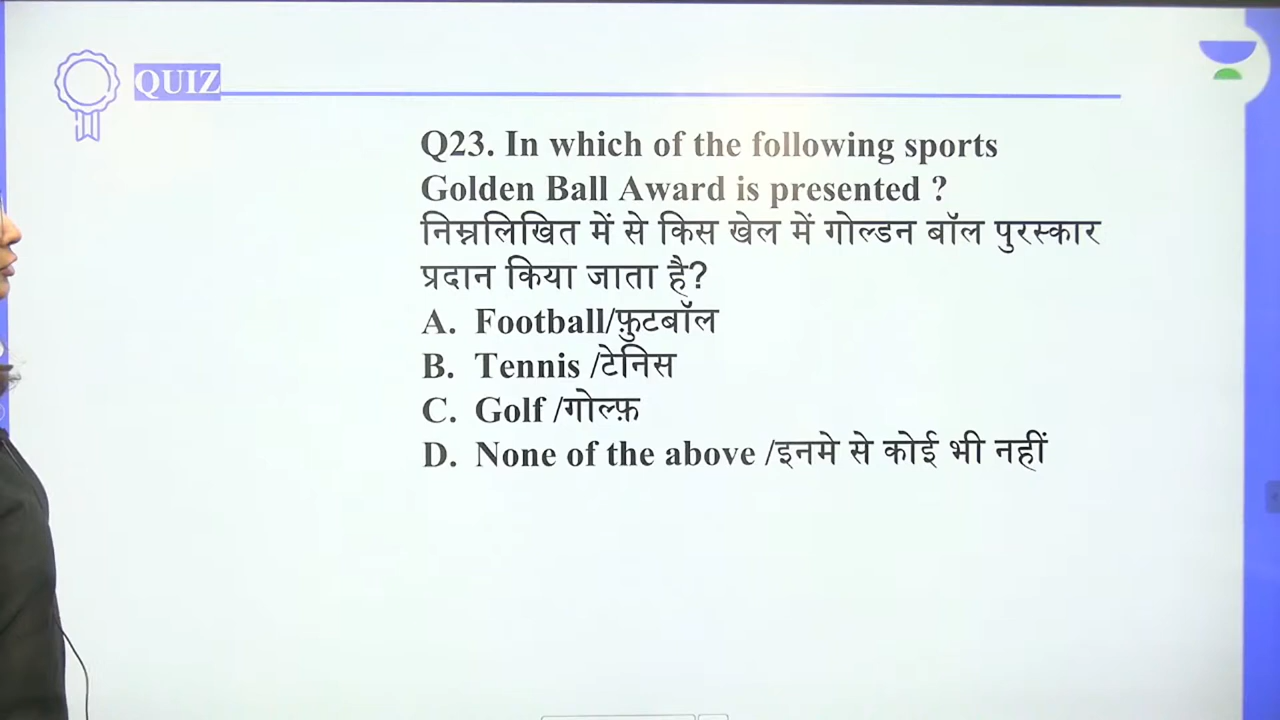 QUIZ
Q23. In which of the following sports
Golden Ball Award is presented ?
निम्नलिखित में से किस खेल में गोल्डन बॉल पुरस्कार
प्रदान किया जाता है?
A. Football/फ़ुटबॉल
B. Tennis /टेनिस
C. Golf /गोल्फ़
D. None of the above /इनमे से कोई भी नहीं